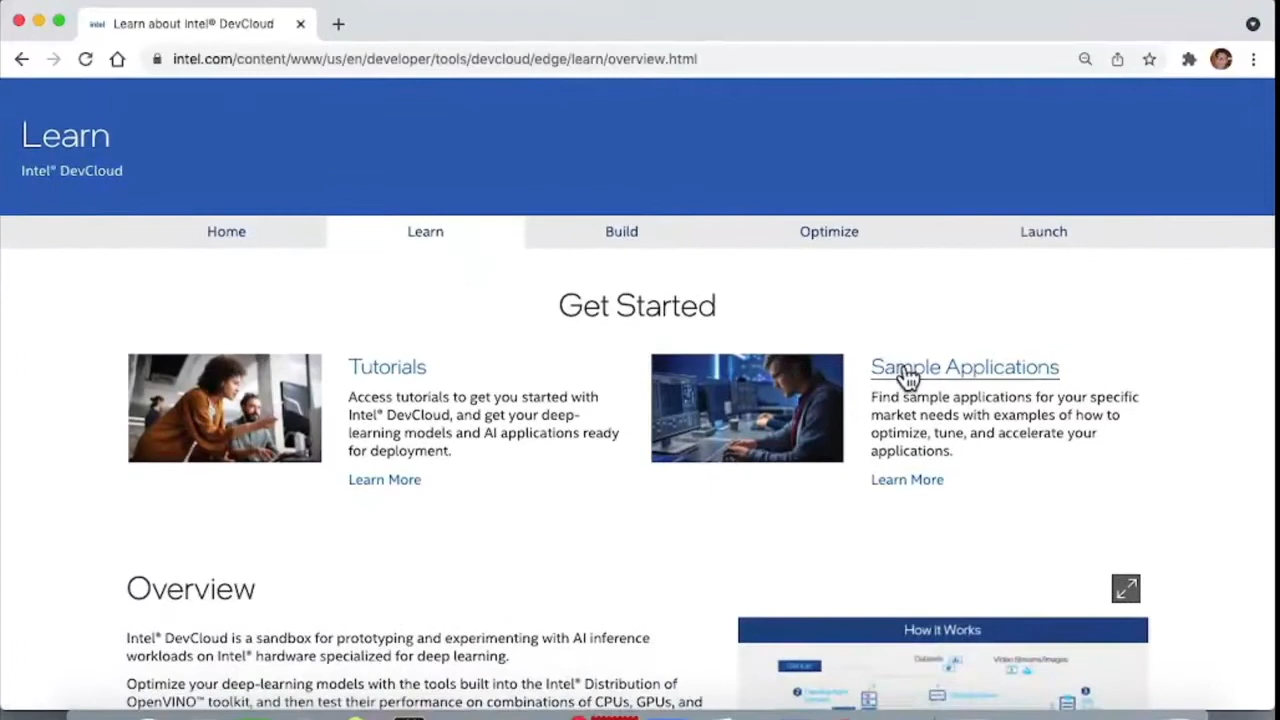 intel Learn about Intel® DevCloud
intel.com/content/www/us/en/developer/tools/devcloud/edge/learn/overview.html
Learn
Intel® DevCloud
Home Learn Build Optimize Launch
Get Started
Tutorials
Access tutorials to get you started with
Intel® DevCloud, and get your deep-
learning models and AI applications ready
for deployment.
Learn More
Sample Applications
Find sample applications for your specific
market needs with examples of how to
optimize, tune, and accelerate your
applications.
Learn More
Overview
Intel® DevCloud is a sandbox for prototyping and experimenting with AI inference
workloads on Intel® hardware specialized for deep learning.
Optimize your deep-learning models with the tools built into the Intel® Distribution of
OpenVINO™ toolkit, and then test their performance on combinations of CPUs, GPUs, and
How it Works
Datasets Video Streams/Images